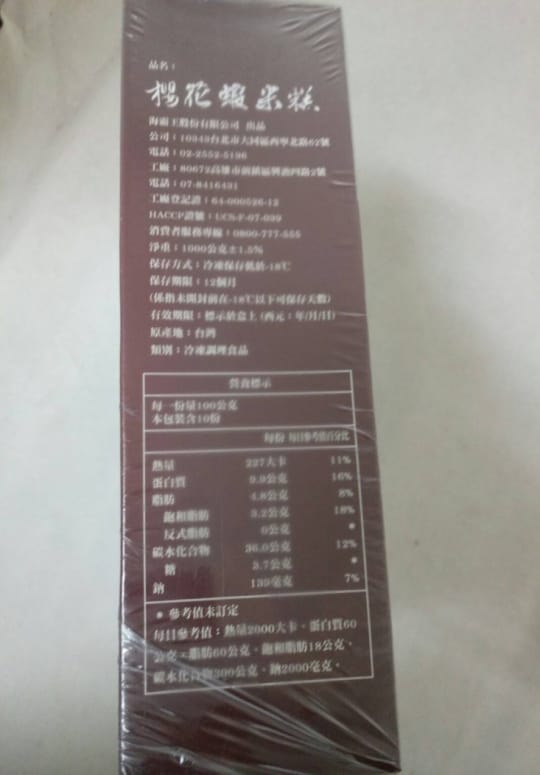 品名：
櫻花蝦米糕
海霸王股份有限公司 出品
公司：10343台北市大同區西寧北路62號
電話：02-2552-5196
工廠：80672高雄市前鎮區興漁四路2號
電話：07-8416431
工廠登記證：64-000526-12
HACCP證號：UCS-F-07-099
消費者服務專線：0800-777-555
淨重：1000公克±1.5%
保存方式：冷凍保存低於-18℃
保存期限：12個月
(係指未開封前在-18℃以下可保存天數)
有效期限：標示於盒上 (西元：年/月/日)
原產地：台灣
類別：冷凍調理食品
營養標示
每一份量100公克
本包裝含10份
每份 每日參考值百分比
熱量 227大卡 11%
蛋白質 9.9公克 16%
脂肪 4.8公克 8%
飽和脂肪 3.2公克 18%
反式脂肪 0公克 *
碳水化合物 36.0公克 12%
糖 3.7公克 *
鈉 139毫克 7%
* 參考值未訂定
每日參考值：熱量2000大卡、蛋白質60
公克、脂肪60公克、飽和脂肪18公克、
碳水化合物300公克、鈉2000毫克。